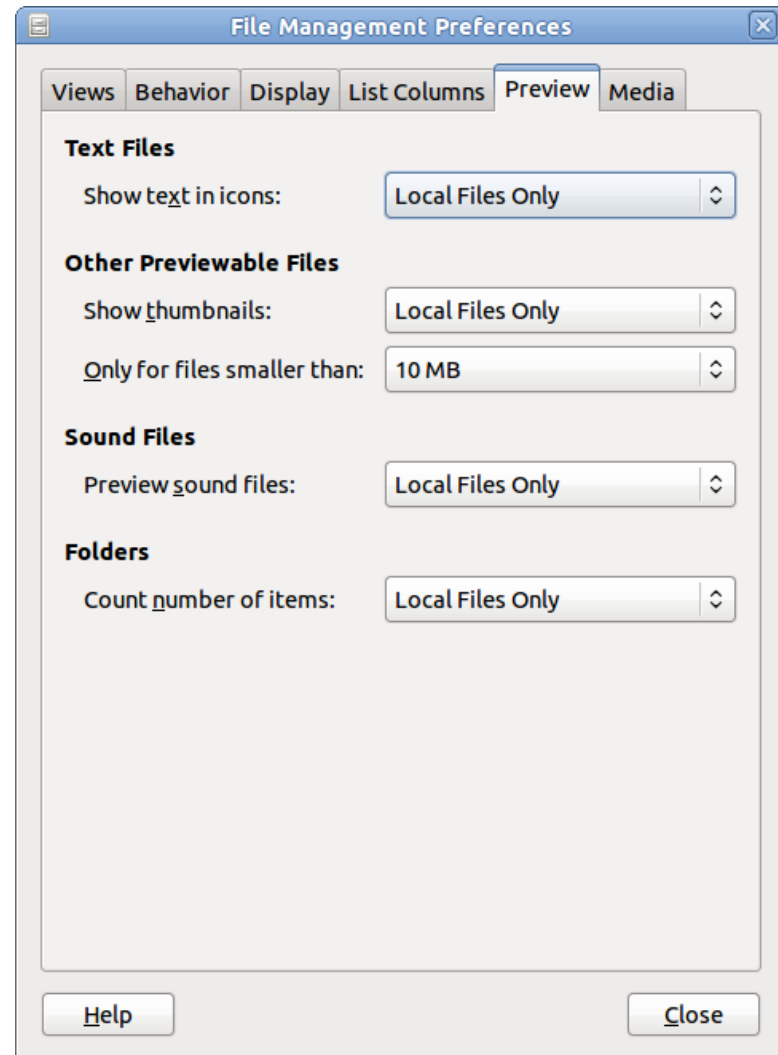 File Management Preferences
Views Behavior Display List Columns Preview Media
Text Files
Show text in icons: Local Files Only
Other Previewable Files
Show thumbnails: Local Files Only
Only for files smaller than: 10 MB
Sound Files
Preview sound files: Local Files Only
Folders
Count number of items: Local Files Only
Help Close